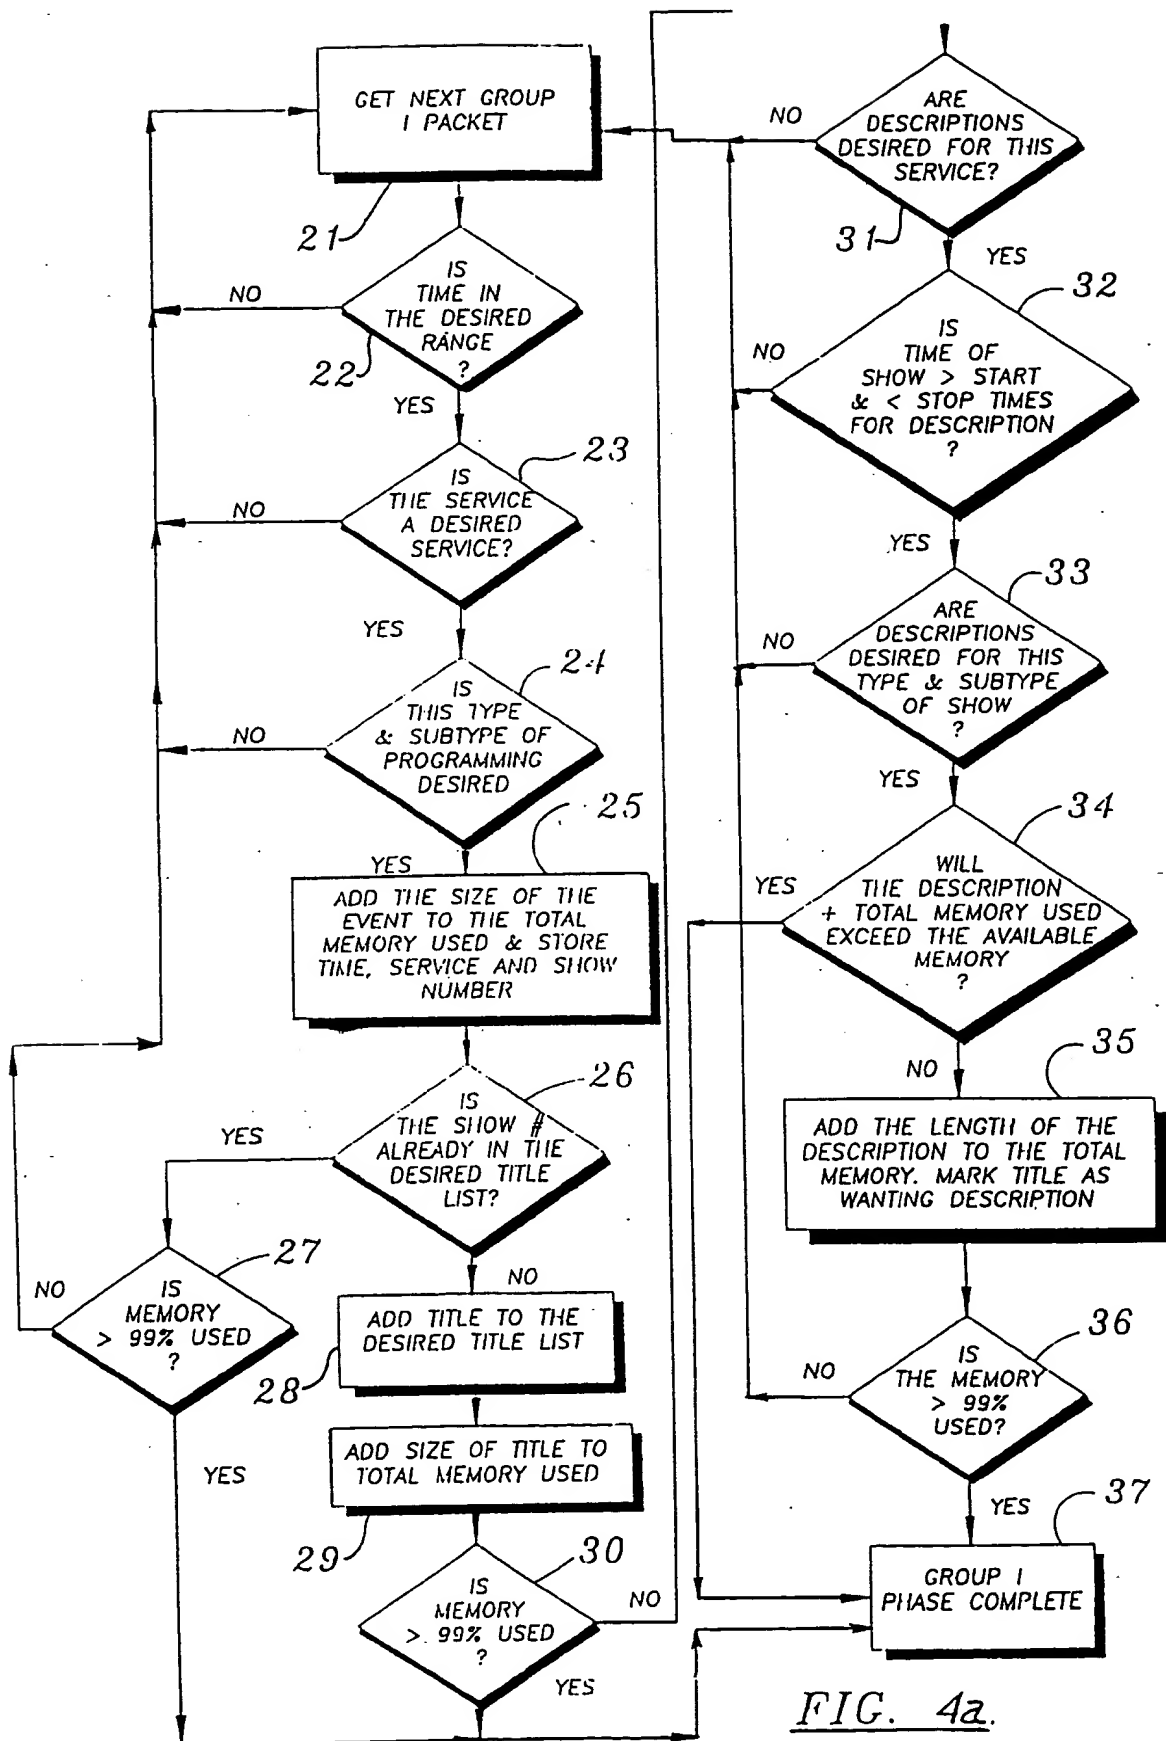 GET NEXT GROUP
1 PACKET
21
IS
TIME IN
THE DESIRED
RANGE
?
22
NO
YES
IS
THE SERVICE
A DESIRED
SERVICE?
23
NO
YES
IS
THIS TYPE
& SUBTYPE OF
PROGRAMMING
DESIRED
24
NO
YES
25
ADD THE SIZE OF THE
EVENT TO THE TOTAL
MEMORY USED & STORE
TIME, SERVICE AND SHOW
NUMBER
IS
THE SHOW #
ALREADY IN THE
DESIRED TITLE
LIST?
26
YES
NO
IS
MEMORY
> 99% USED
?
27
NO
YES
ADD TITLE TO THE
DESIRED TITLE LIST
28
ADD SIZE OF TITLE TO
TOTAL MEMORY USED
29
IS
MEMORY
> 99% USED
?
30
NO
YES
ARE
DESCRIPTIONS
DESIRED FOR THIS
SERVICE?
31
NO
YES
IS
TIME OF
SHOW > START
& < STOP TIMES
FOR DESCRIPTION
?
32
NO
YES
ARE
DESCRIPTIONS
DESIRED FOR THIS
TYPE & SUBTYPE
OF SHOW
?
33
NO
YES
WILL
THE DESCRIPTION
+ TOTAL MEMORY USED
EXCEED THE AVAILABLE
MEMORY
?
34
YES
NO
35
ADD THE LENGTH OF THE
DESCRIPTION TO THE TOTAL
MEMORY. MARK TITLE AS
WANTING DESCRIPTION
IS
THE MEMORY
> 99%
USED?
36
NO
YES
37
GROUP 1
PHASE COMPLETE
FIG. 4a.